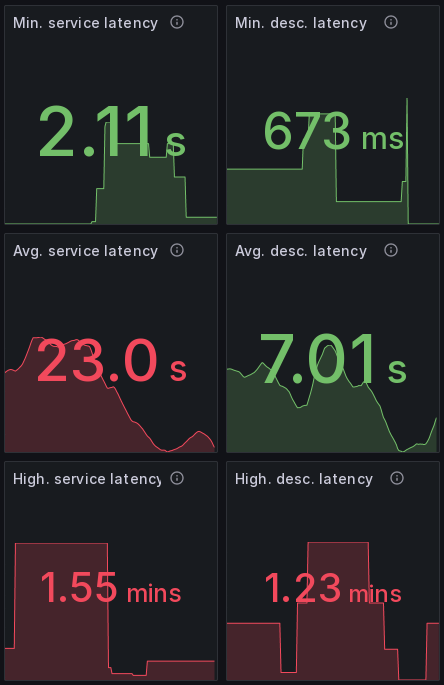 Min. service latency
2.11 s
Min. desc. latency
673 ms
Avg. service latency
23.0 s
Avg. desc. latency
7.01 s
High. service latency
1.55 mins
High. desc. latency
1.23 mins